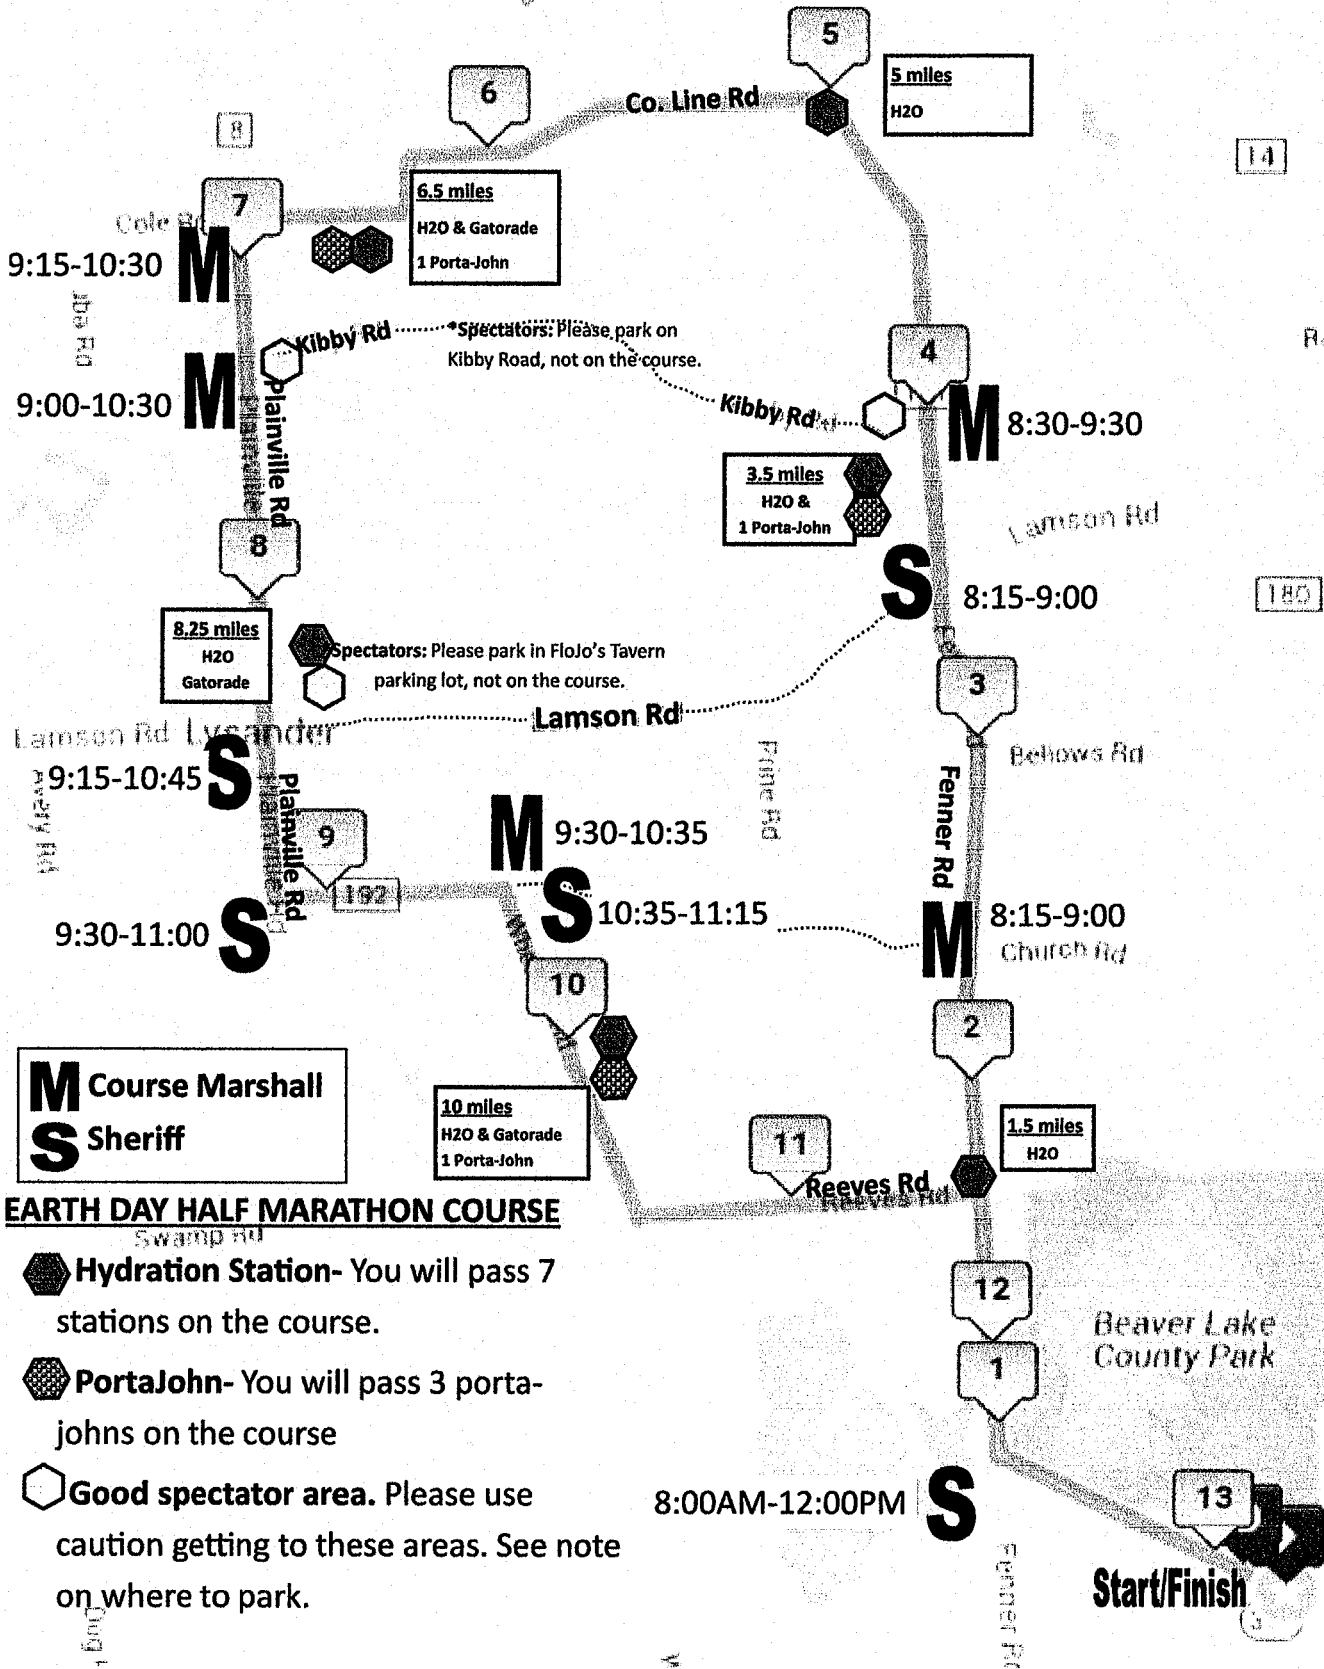 5
5 miles
H2O
6
Co. Line Rd
8
14
7
Cole Rd
6.5 miles
H2O & Gatorade
1 Porta-John
M
9:15-10:30
Kibby Rd
*Spectators: Please park on
Kibby Road, not on the course.
4
M
9:00-10:30
Plainville Rd
Kibby Rd
M
8:30-9:30
3.5 miles
H2O &
1 Porta-John
Lamson Rd
8
S
8:15-9:00
180
8.25 miles
H2O
Gatorade
Spectators: Please park in FloJo's Tavern
parking lot, not on the course.
3
Lamson Rd
Lamson Rd Lysander
Bellows Rd
S
9:15-10:45
Plainville Rd
Fenner Rd
9
M
9:30-10:35
192
S
10:35-11:15
S
9:30-11:00
M
8:15-9:00
Church Rd
10
2
M Course Marshall
S Sheriff
10 miles
H2O & Gatorade
1 Porta-John
11
1.5 miles
H2O
Reeves Rd
Reeves Rd
EARTH DAY HALF MARATHON COURSE
Swamp Rd
Hydration Station- You will pass 7
stations on the course.
12
Beaver Lake
County Park
1
PortaJohn- You will pass 3 porta-
johns on the course
Good spectator area. Please use
caution getting to these areas. See note
on where to park.
8:00AM-12:00PM
S
13
Start/Finish
Fenner Rd